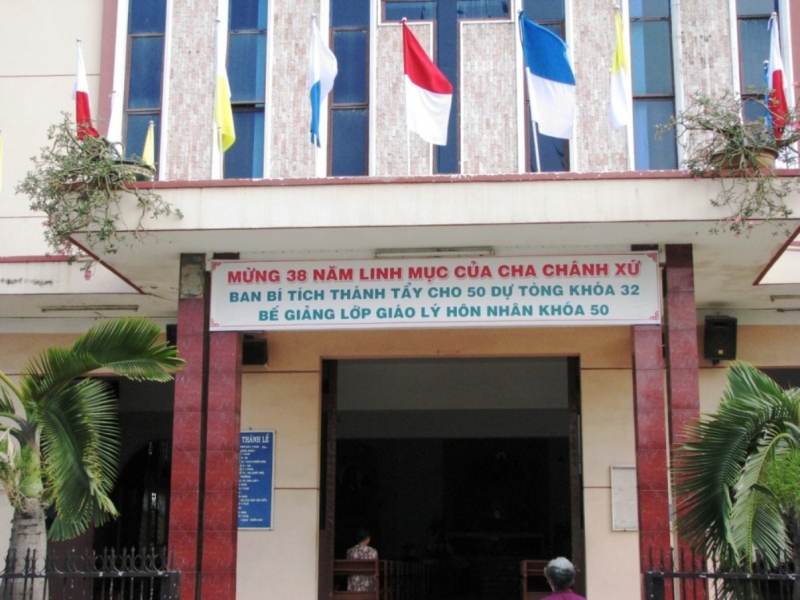 MỪNG 38 NĂM LINH MỤC CỦA CHA CHÁNH XỨ
BAN BÍ TÍCH THÁNH TẨY CHO 50 DỰ TÒNG KHÓA 32
BẾ GIẢNG LỚP GIÁO LÝ HÔN NHÂN KHÓA 50
THÁNH LỄ